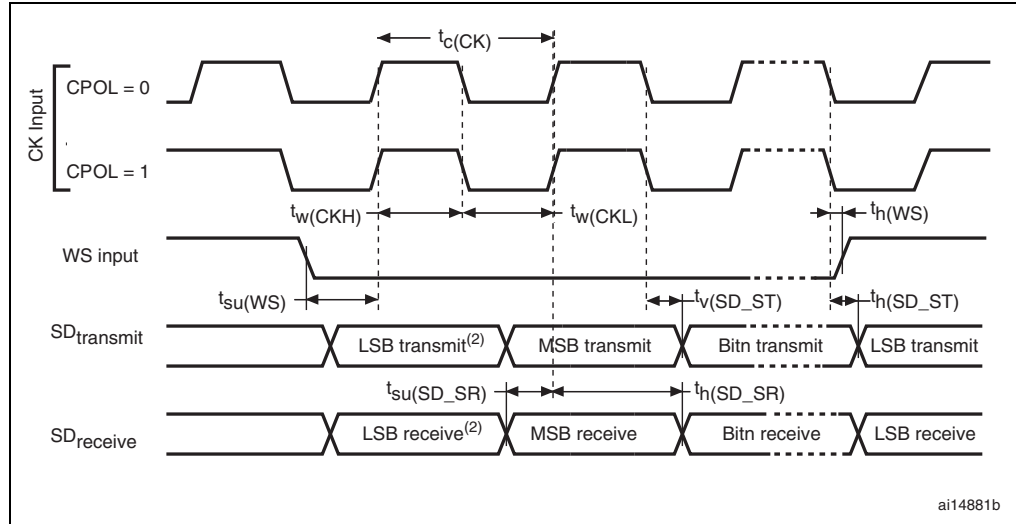 tc(CK)
CK Input
CPOL = 0
CPOL = 1
tw(CKH)
tw(CKL)
th(WS)
WS input
tsu(WS)
tv(SD_ST)
th(SD_ST)
SDtransmit
LSB transmit(2)
MSB transmit
Bitn transmit
LSB transmit
tsu(SD_SR)
th(SD_SR)
SDreceive
LSB receive(2)
MSB receive
Bitn receive
LSB receive
ai14881b